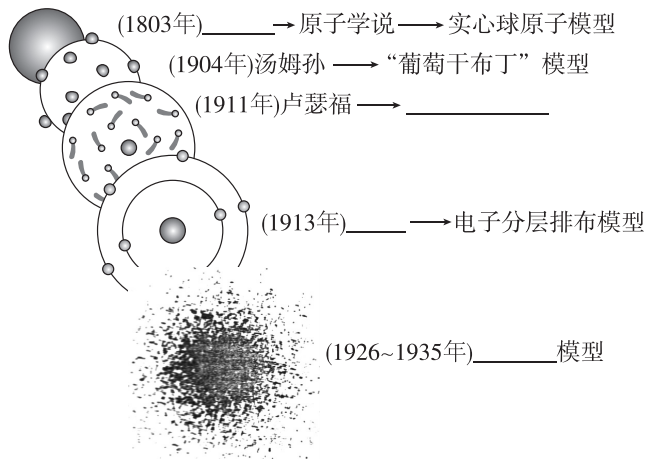 (1803年)________→原子学说→实心球原子模型
(1904年)汤姆孙→“葡萄干布丁”模型
(1911年)卢瑟福→____________
(1913年)______→电子分层排布模型
(1926~1935年)________模型